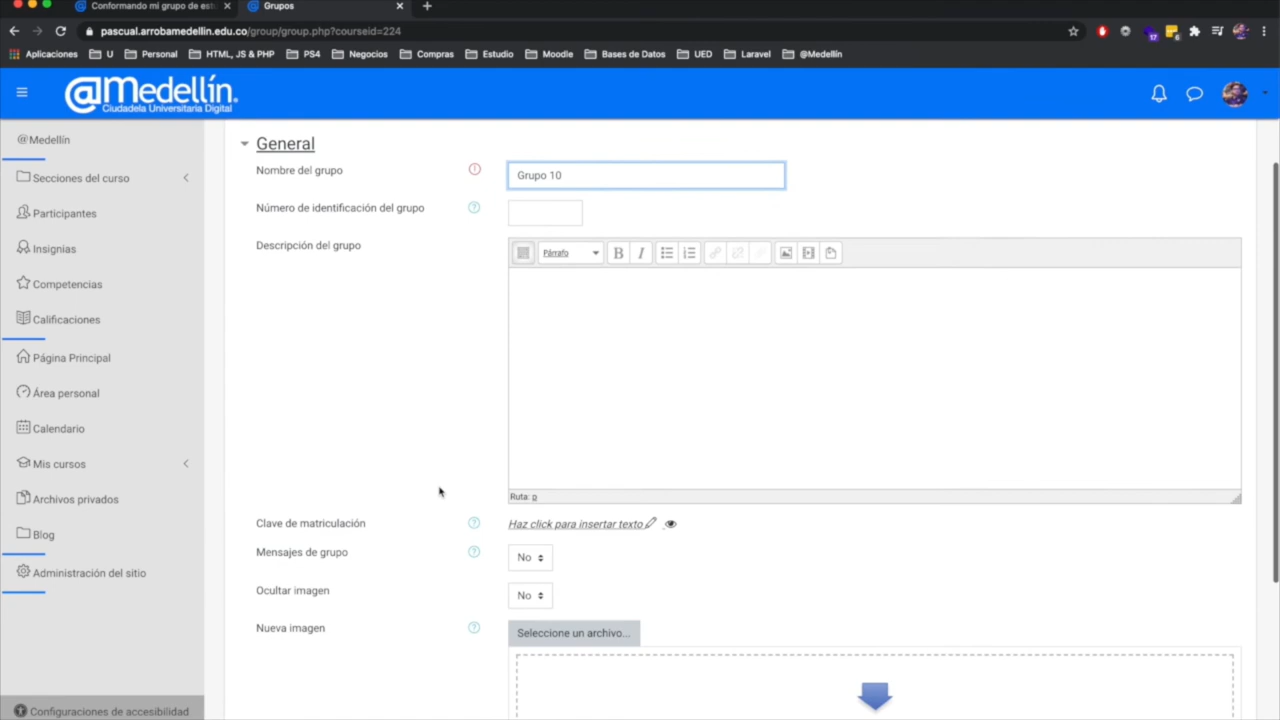 Conformando mi grupo de estu
Grupos
pascual.arrobamedellin.edu.co/group/group.php?courseid=224
Aplicaciones U Personal HTML, JS & PHP PS4 Negocios Compras Estudio Moodle Bases de Datos UED Laravel @Medellín
@Medellín
Ciudadela Universitaria Digital
@Medellín
Secciones del curso
Participantes
Insignias
Competencias
Calificaciones
Página Principal
Área personal
Calendario
Mis cursos
Archivos privados
Blog
Administración del sitio
Configuraciones de accesibilidad
General
Nombre del grupo
Grupo 10
Número de identificación del grupo
Descripción del grupo
Párrafo B I
Ruta: p
Clave de matriculación
Haz click para insertar texto
Mensajes de grupo
No
Ocultar imagen
No
Nueva imagen
Seleccione un archivo...